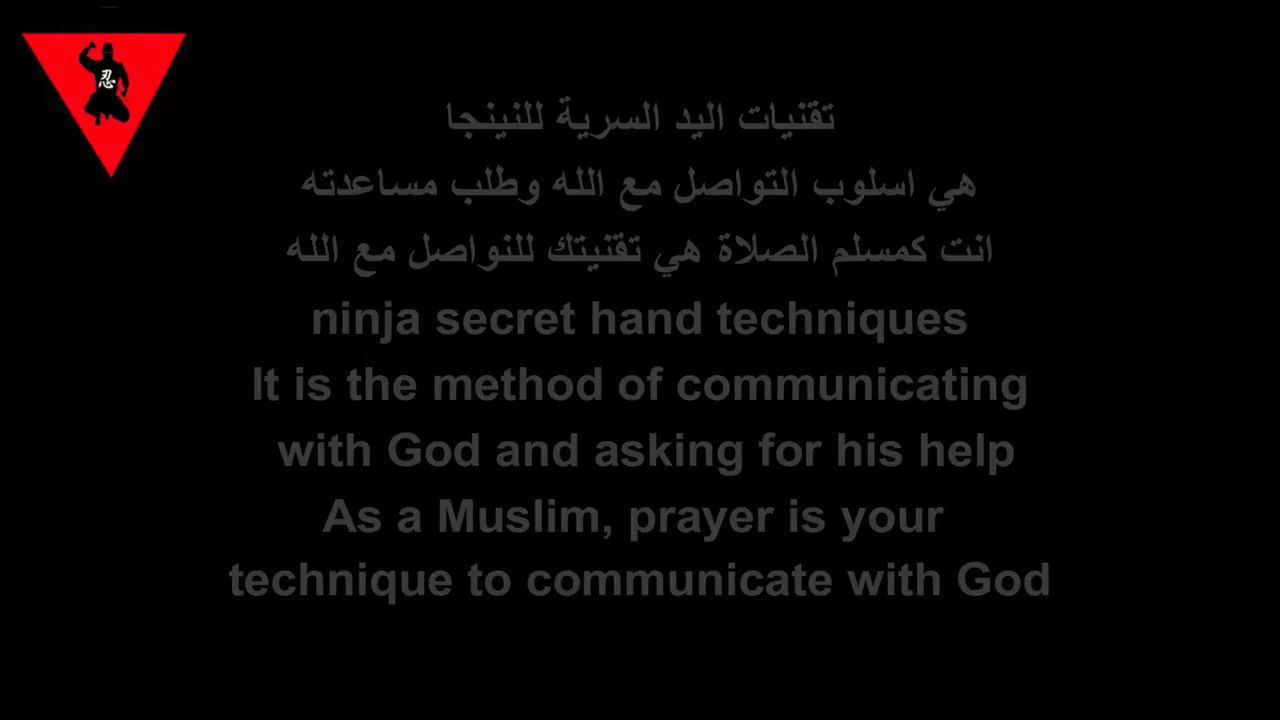 忍
تقنيات اليد السرية للنينجا
هي اسلوب التواصل مع الله وطلب مساعدته
انت كمسلم الصلاة هي تقنيتك للنواصل مع الله
ninja secret hand techniques
It is the method of communicating
with God and asking for his help
As a Muslim, prayer is your
technique to communicate with God